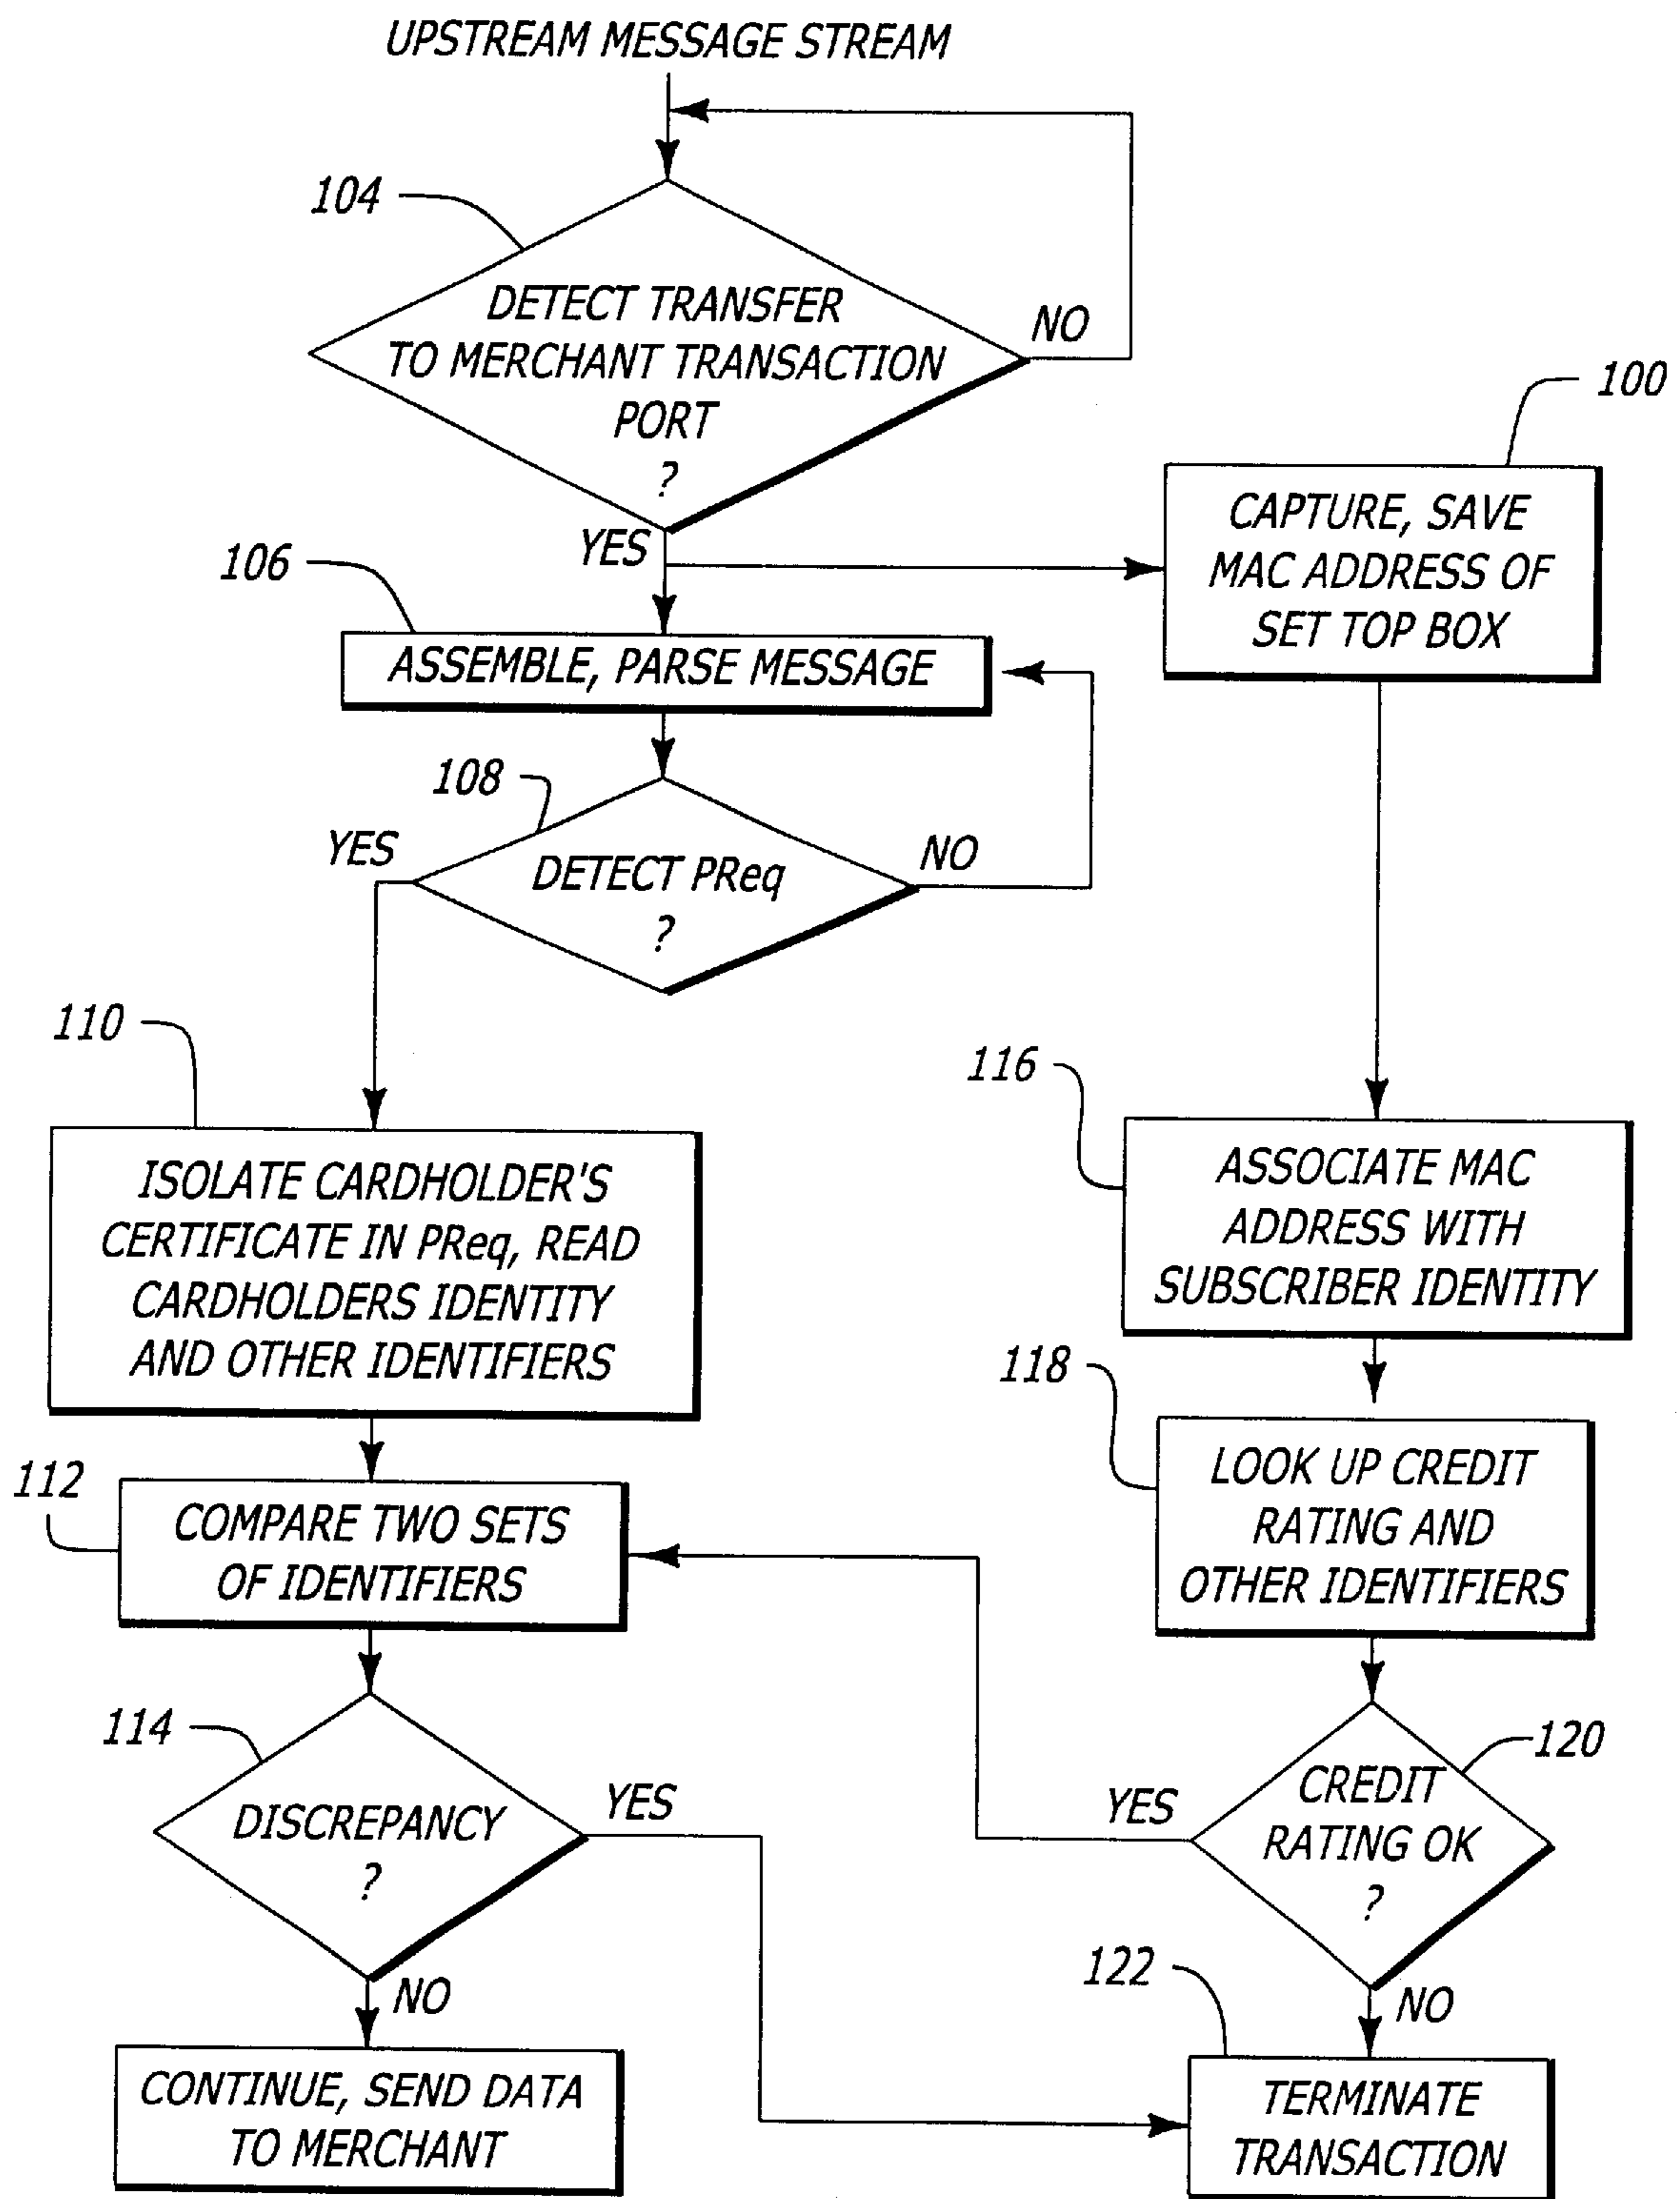 UPSTREAM MESSAGE STREAM
104
DETECT TRANSFER
TO MERCHANT TRANSACTION
PORT
?
NO
YES
100
CAPTURE, SAVE
MAC ADDRESS OF
SET TOP BOX
106
ASSEMBLE, PARSE MESSAGE
108
DETECT PReq
?
YES
NO
110
ISOLATE CARDHOLDER'S
CERTIFICATE IN PReq, READ
CARDHOLDERS IDENTITY
AND OTHER IDENTIFIERS
116
ASSOCIATE MAC
ADDRESS WITH
SUBSCRIBER IDENTITY
118
LOOK UP CREDIT
RATING AND
OTHER IDENTIFIERS
112
COMPARE TWO SETS
OF IDENTIFIERS
114
DISCREPANCY
?
YES
NO
120
CREDIT
RATING OK
?
YES
NO
CONTINUE, SEND DATA
TO MERCHANT
122
TERMINATE
TRANSACTION